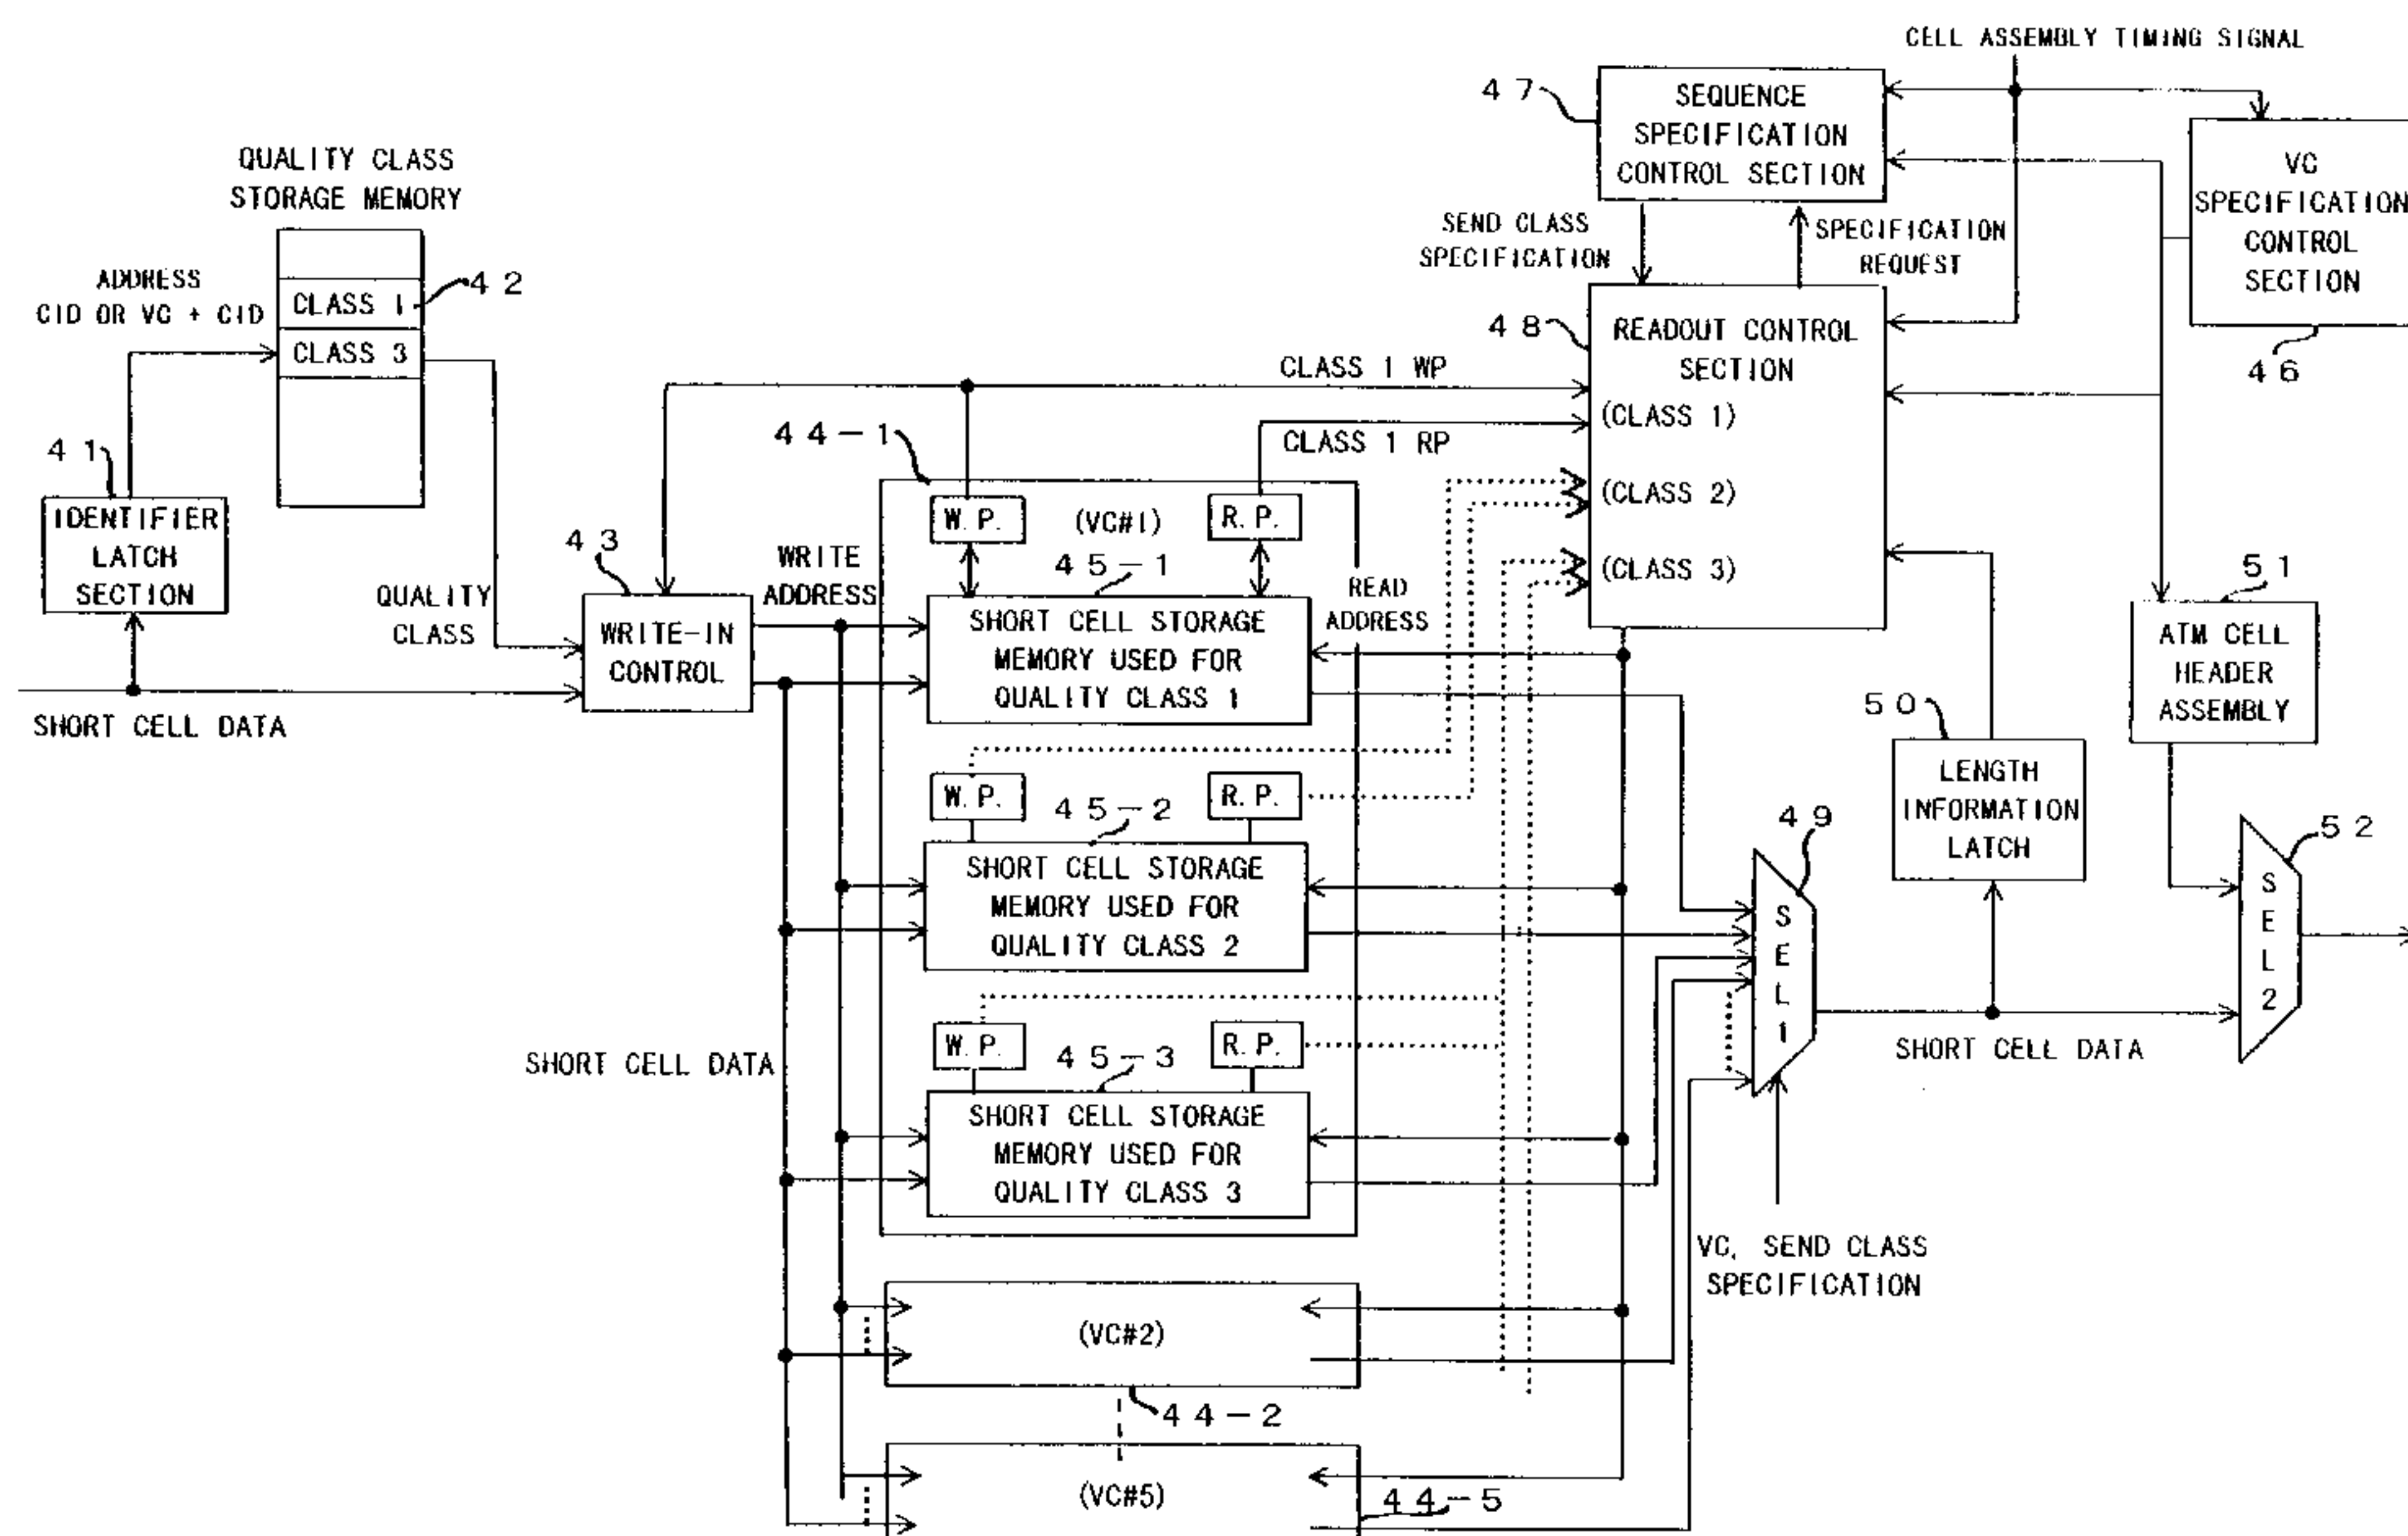 CELL ASSEMBLY TIMING SIGNAL
47
SEQUENCE
SPECIFICATION
CONTROL SECTION
VC
SPECIFICATION
CONTROL
SECTION
46
QUALITY CLASS
STORAGE MEMORY
SEND CLASS
SPECIFICATION
SPECIFICATION
REQUEST
ADDRESS
CID OR VC + CID
CLASS 1
42
CLASS 3
48
READOUT CONTROL
SECTION
(CLASS 1)
(CLASS 2)
(CLASS 3)
CLASS 1 WP
CLASS 1 RP
41
IDENTIFIER
LATCH
SECTION
QUALITY
CLASS
SHORT CELL DATA
43
WRITE-IN
CONTROL
WRITE
ADDRESS
44-1
W.P.
(VC#1)
R.P.
45-1
READ
ADDRESS
SHORT CELL STORAGE
MEMORY USED FOR
QUALITY CLASS 1
W.P.
45-2
R.P.
SHORT CELL STORAGE
MEMORY USED FOR
QUALITY CLASS 2
W.P.
45-3
R.P.
SHORT CELL STORAGE
MEMORY USED FOR
QUALITY CLASS 3
SHORT CELL DATA
51
ATM CELL
HEADER
ASSEMBLY
50
LENGTH
INFORMATION
LATCH
49
SEL1
52
SEL2
SHORT CELL DATA
VC, SEND CLASS
SPECIFICATION
(VC#2)
44-2
(VC#5)
44-5